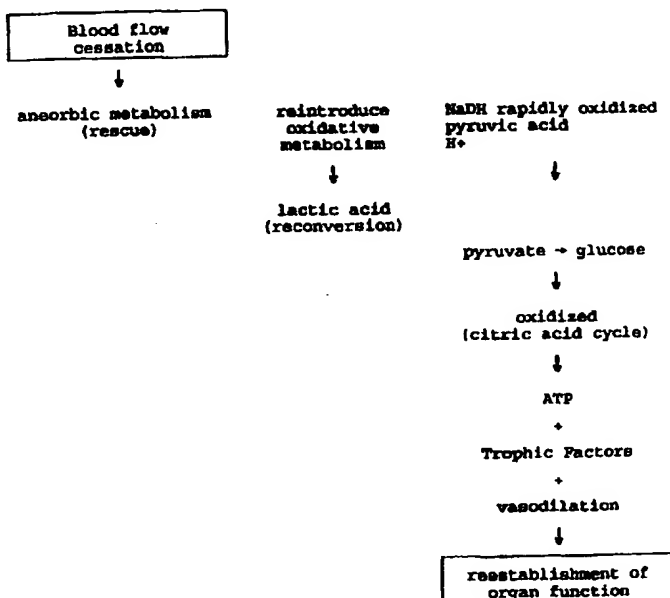 Blood flow
cessation
↓
aneorbic metabolism
(rescue)
reintroduce
oxidative
metabolism
↓
lactic acid
(reconversion)
NaDH rapidly oxidized
pyruvic acid
H+
↓
pyruvate → glucose
↓
oxidized
(citric acid cycle)
↓
ATP
+
Trophic Factors
+
vasodilation
↓
reestablishment of
organ function